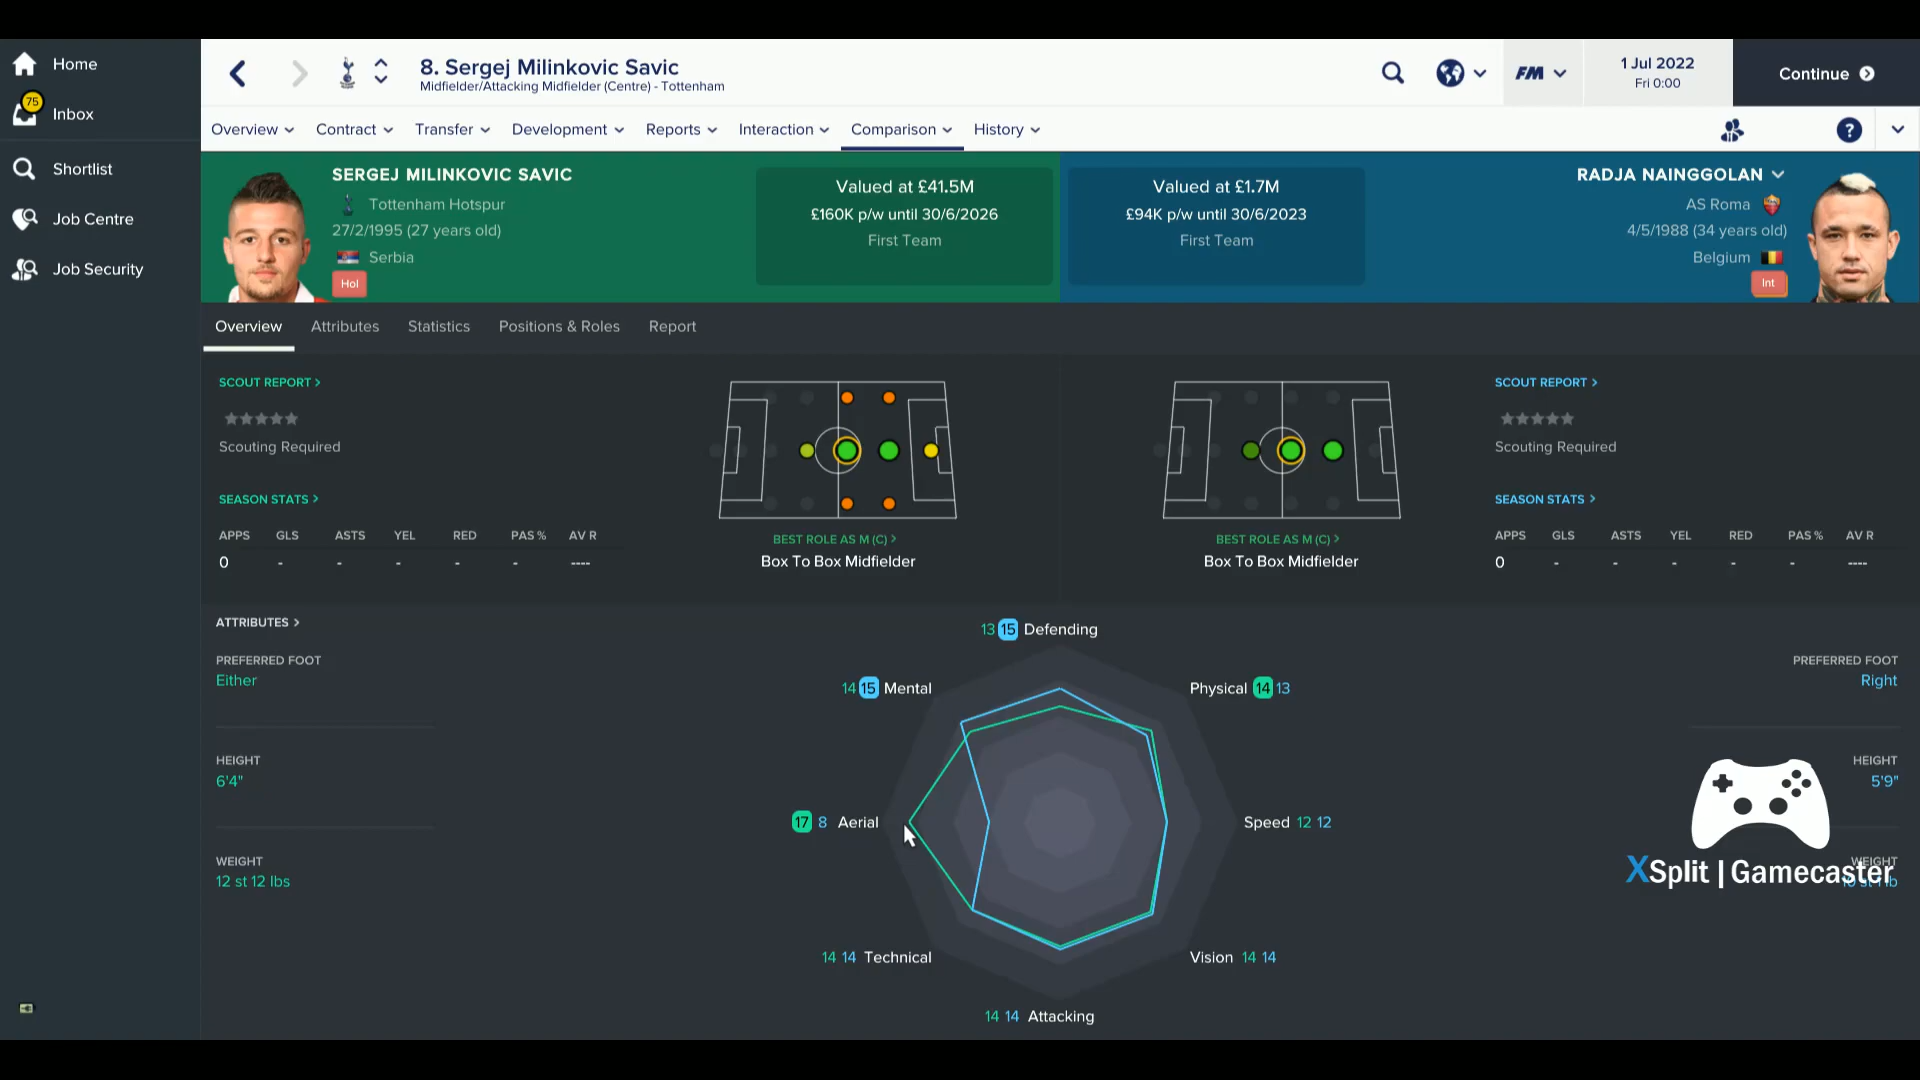 Home
75
Inbox
Shortlist
Job Centre
Job Security
8. Sergej Milinkovic Savic
Midfielder/Attacking Midfielder (Centre) - Tottenham
FM
1 Jul 2022
Fri 0:00
Continue
Overview
Contract
Transfer
Development
Reports
Interaction
Comparison
History
?
SERGEJ MILINKOVIC SAVIC
Tottenham Hotspur
27/2/1995 (27 years old)
Serbia
Hol
Valued at £41.5M
£160K p/w until 30/6/2026
First Team
Valued at £1.7M
£94K p/w until 30/6/2023
First Team
RADJA NAINGGOLAN
AS Roma
4/5/1988 (34 years old)
Belgium
Int
Overview
Attributes
Statistics
Positions & Roles
Report
SCOUT REPORT >
Scouting Required
SEASON STATS >
APPS GLS ASTS YEL RED PAS % AV R
0 - - - - - ----
BEST ROLE AS M (C) >
Box To Box Midfielder
BEST ROLE AS M (C) >
Box To Box Midfielder
SCOUT REPORT >
Scouting Required
SEASON STATS >
APPS GLS ASTS YEL RED PAS % AV R
0 - - - - - ----
ATTRIBUTES >
PREFERRED FOOT
Either
HEIGHT
6'4"
WEIGHT
12 st 12 lbs
13 15 Defending
14 15 Mental
Physical 14 13
17 8 Aerial
Speed 12 12
14 14 Technical
Vision 14 14
14 14 Attacking
PREFERRED FOOT
Right
HEIGHT
5'9"
WEIGHT
XSplit | Gamecaster